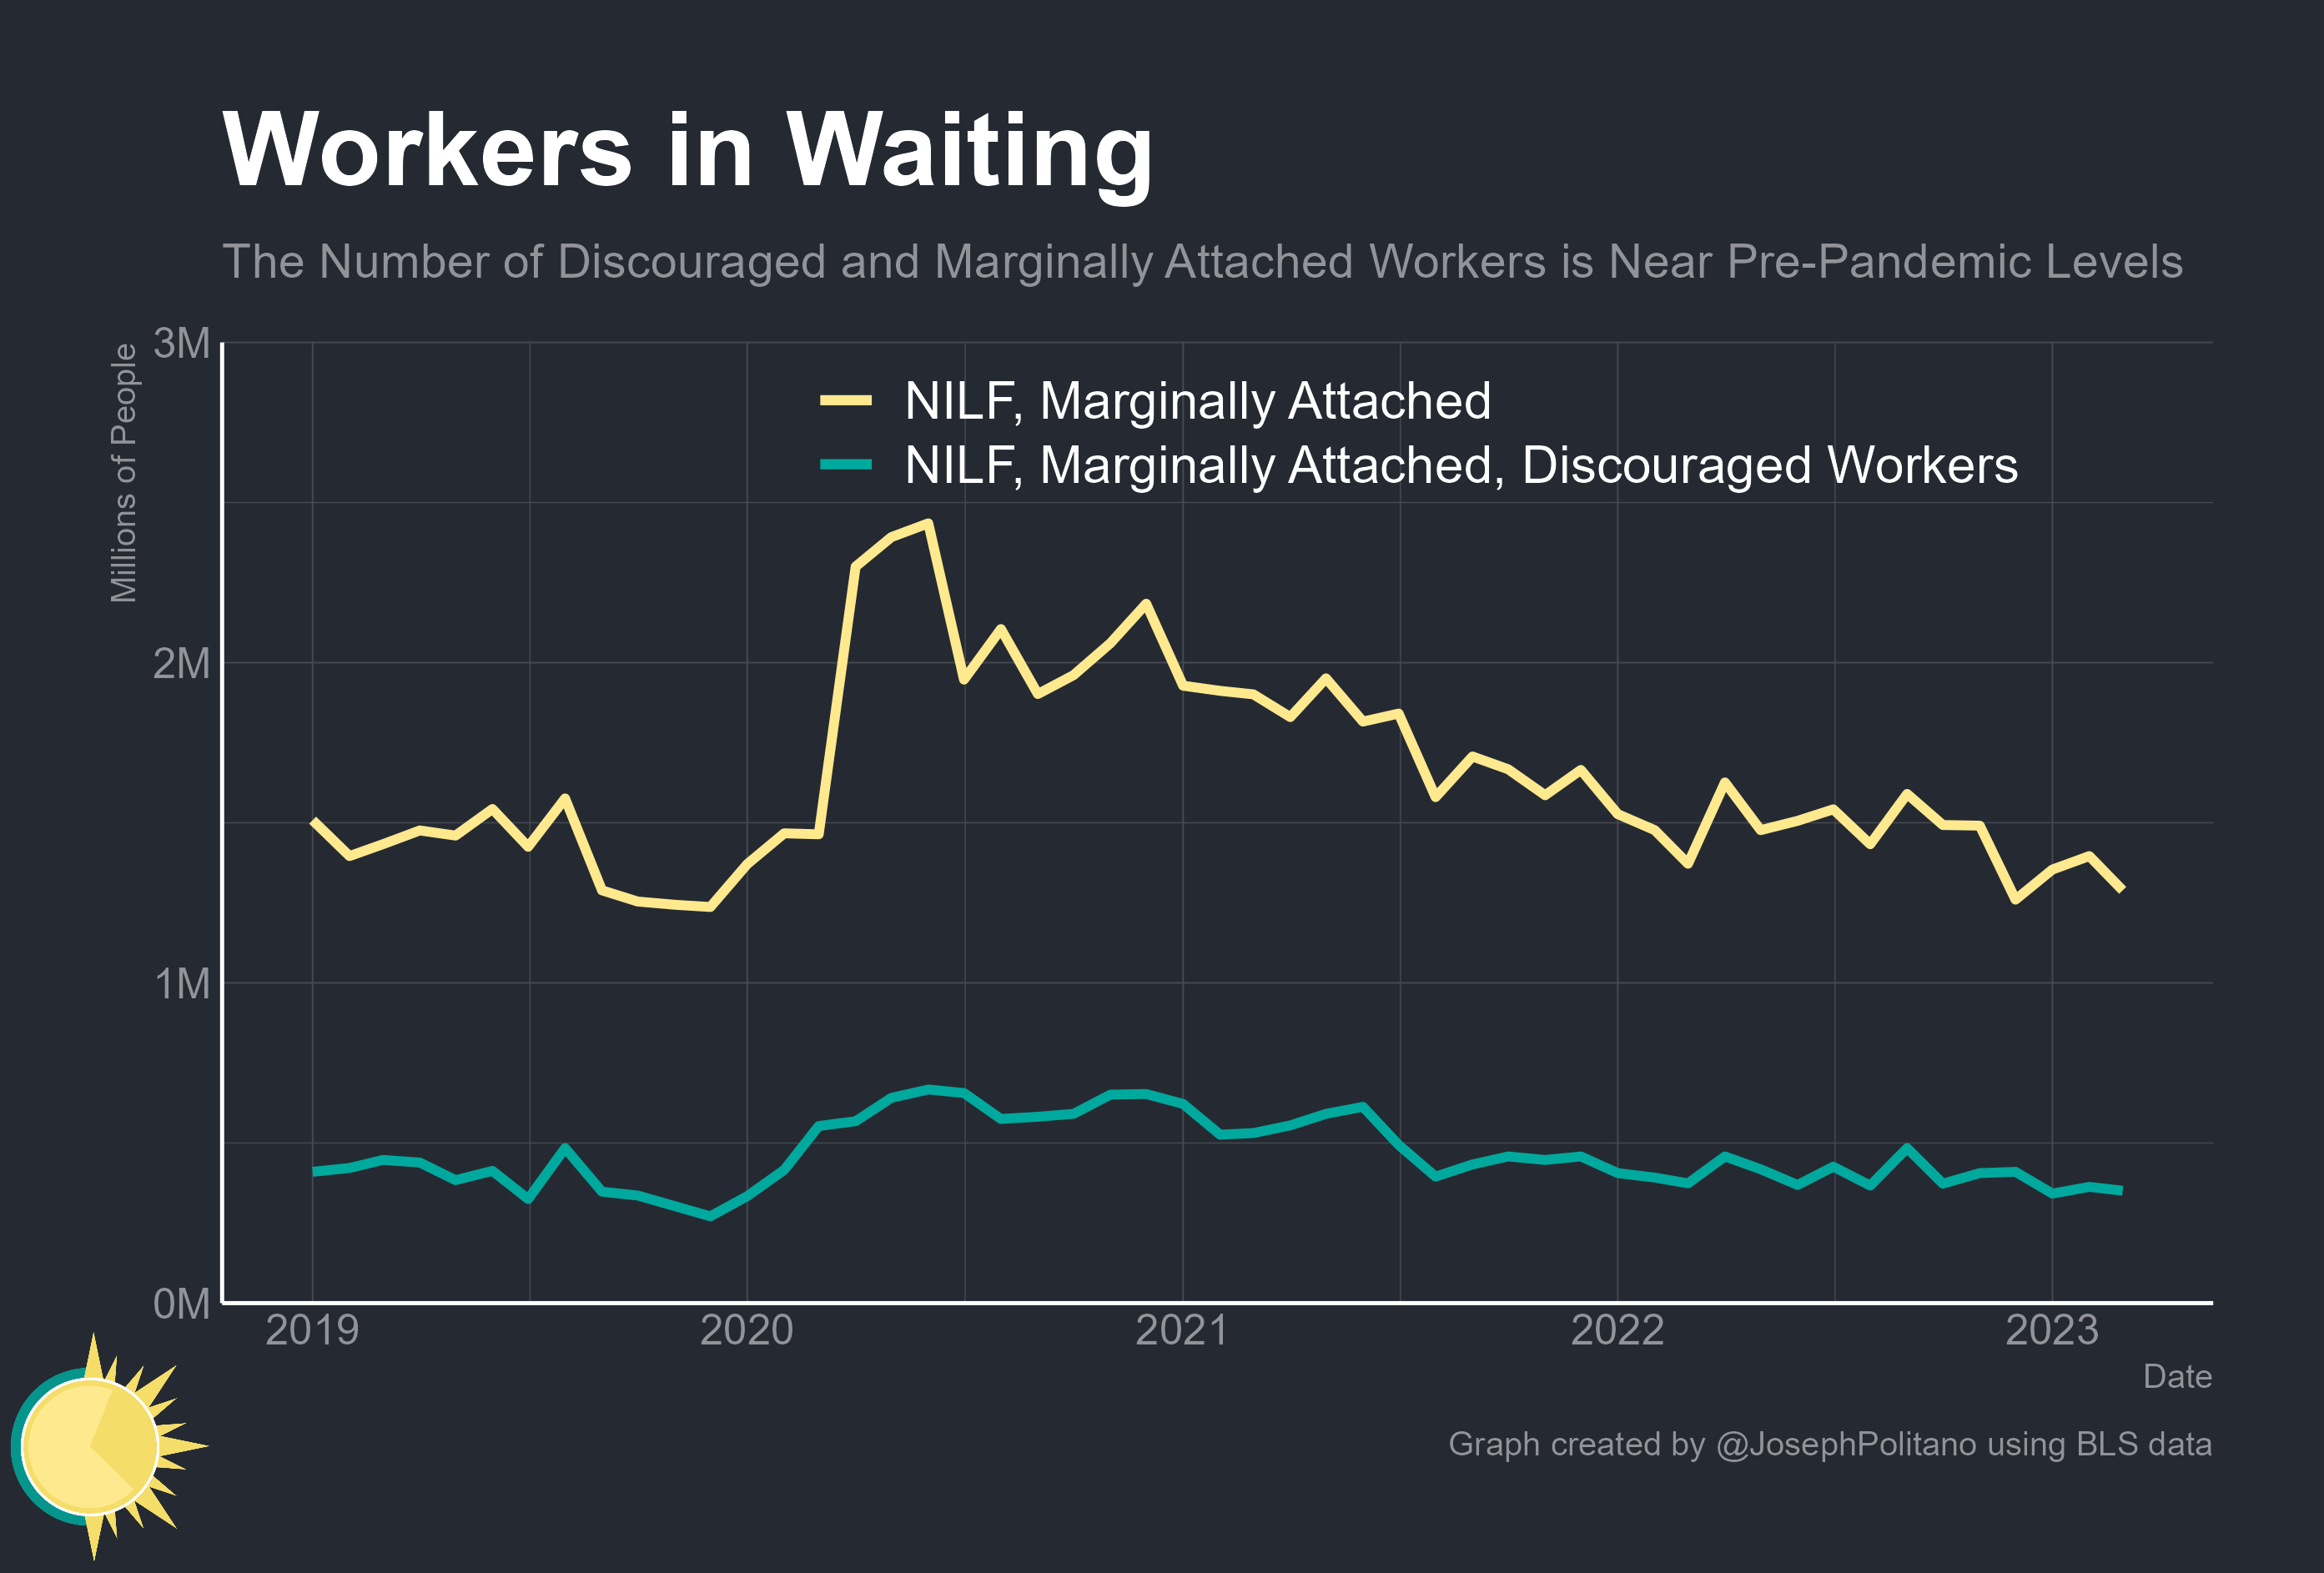 Workers in Waiting
The Number of Discouraged and Marginally Attached Workers is Near Pre-Pandemic Levels
Millions of People
3M
2M
1M
0M
NILF, Marginally Attached
NILF, Marginally Attached, Discouraged Workers
2019
2020
2021
2022
2023
Date
Graph created by @JosephPolitano using BLS data